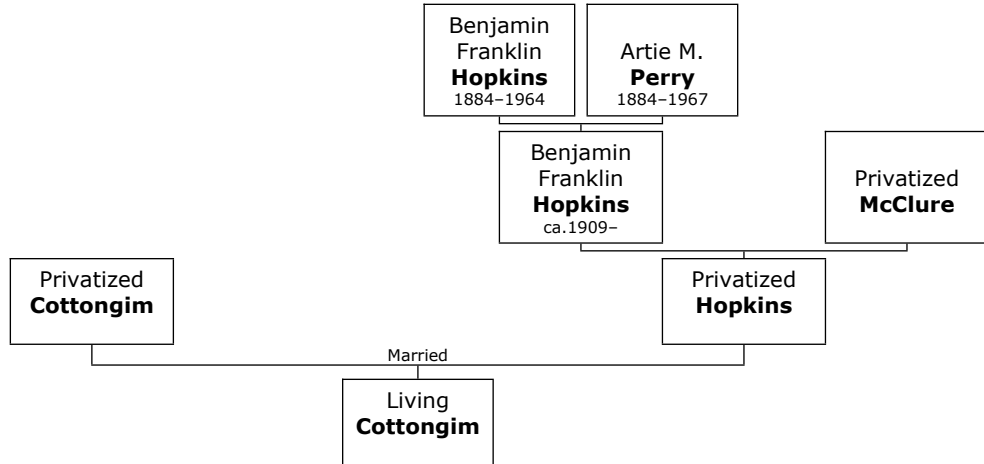 Benjamin
Franklin
Hopkins
1884–1964
Artie M.
Perry
1884–1967
Benjamin
Franklin
Hopkins
ca.1909–
Privatized
McClure
Privatized
Cottongim
Privatized
Hopkins
Married
Living
Cottongim